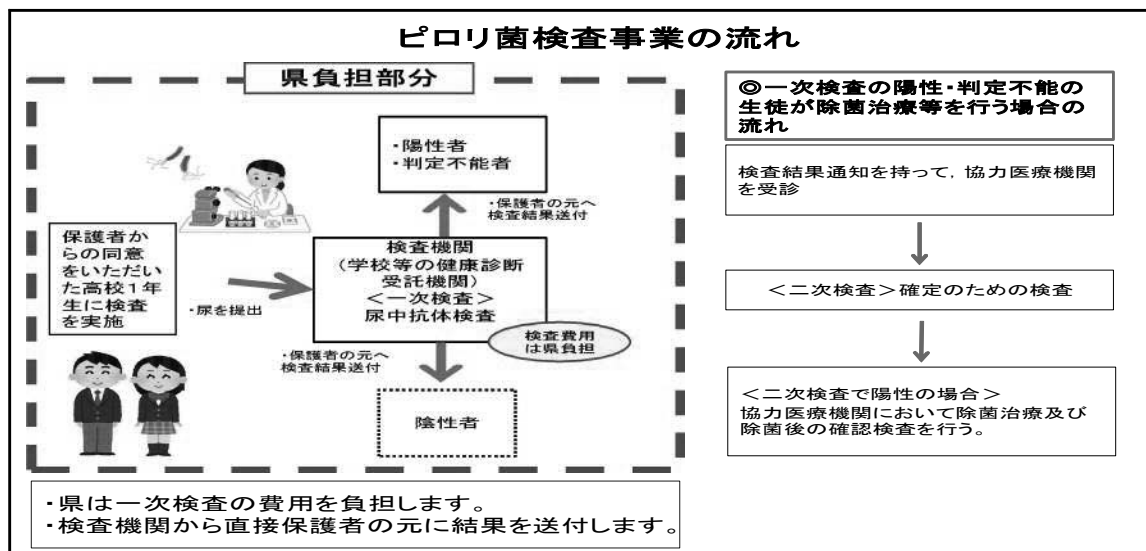 ピロリ菌検査事業の流れ
県負担部分
・陽性者
・判定不能者
・保護者の元へ
検査結果送付
保護者か
らの同意
をいただい
た高校1年
生に検査
を実施
・尿を提出
検査機関
(学校等の健康診断
受託機関)
<一次検査>
尿中抗体検査
検査費用
は県負担
・保護者の元へ
検査結果送付
陰性者
・県は一次検査の費用を負担します。
・検査機関から直接保護者の元に結果を送付します。
◎一次検査の陽性・判定不能の
生徒が除菌治療等を行う場合の
流れ
検査結果通知を持って,協力医療機関
を受診
<二次検査>確定のための検査
<二次検査で陽性の場合>
協力医療機関において除菌治療及び
除菌後の確認検査を行う。